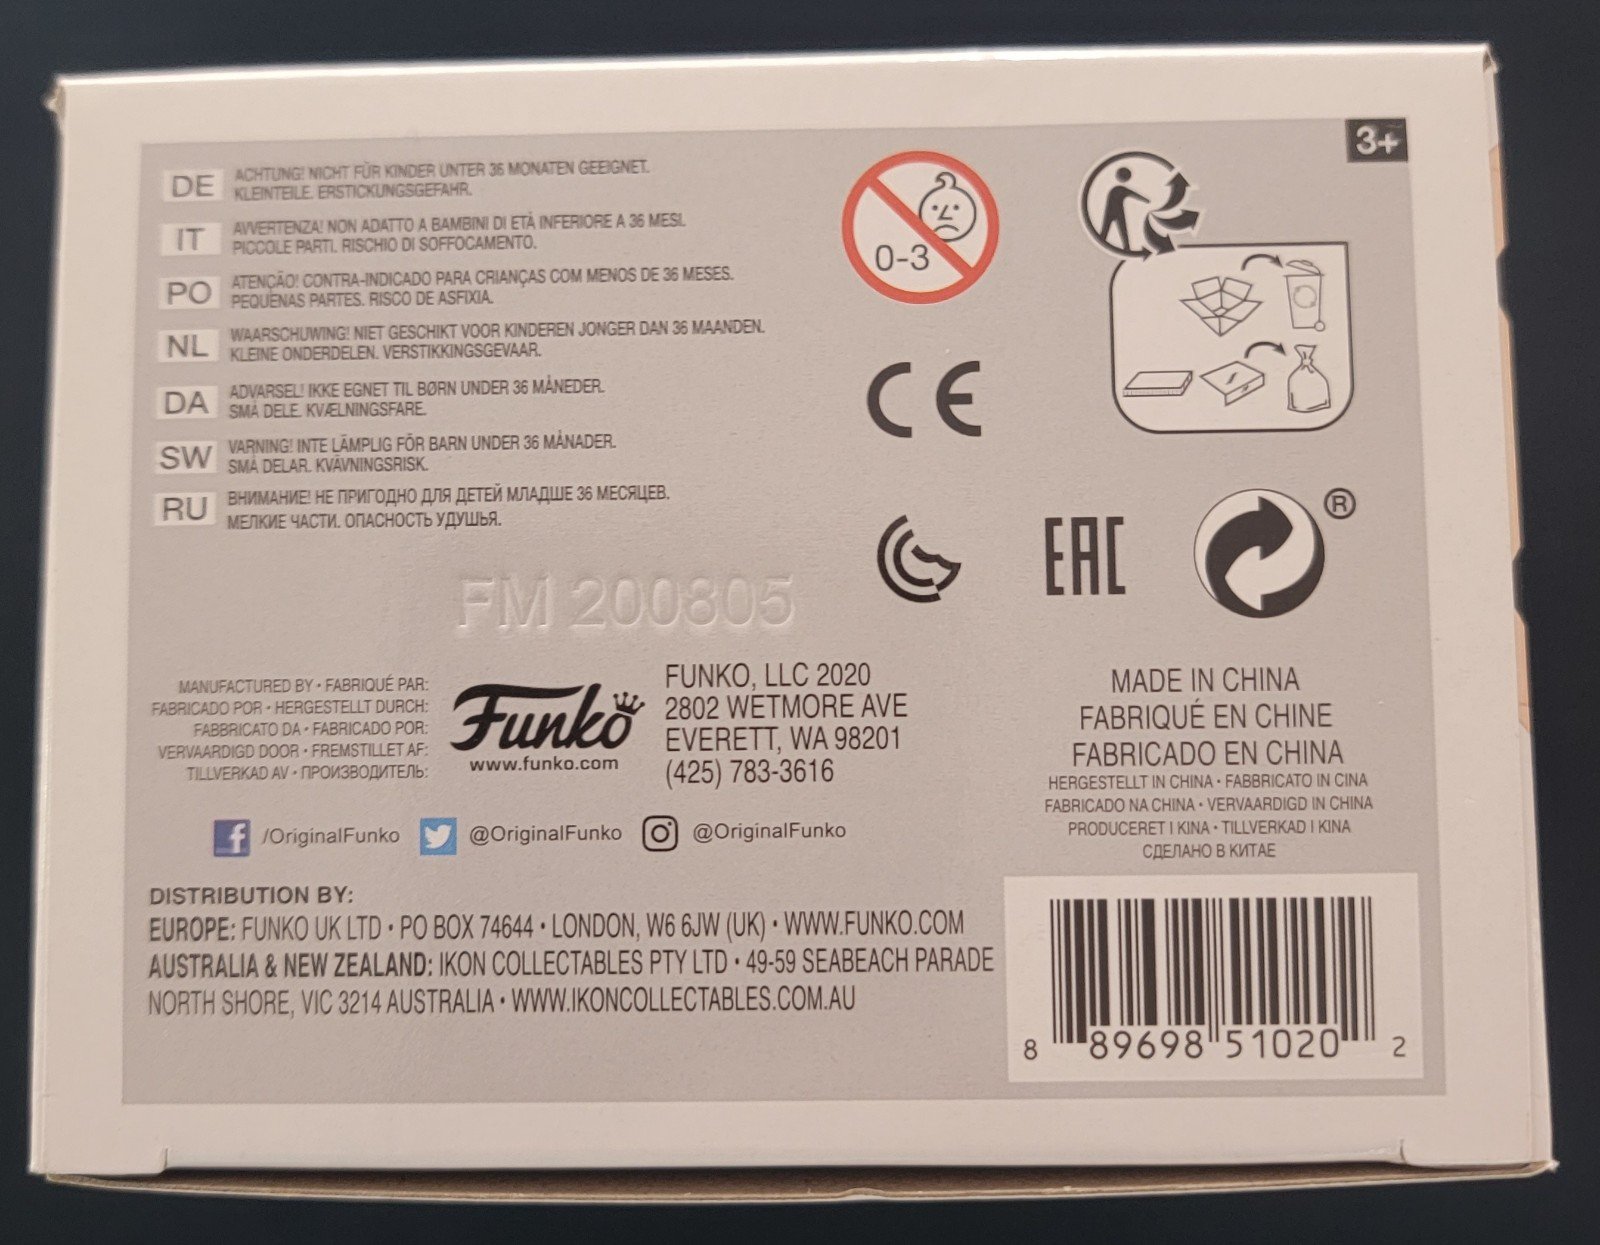 3+
DE ACHTUNG! NICHT FÜR KINDER UNTER 36 MONATEN GEEIGNET.
KLEINTEILE. ERSTICKUNGSGEFAHR.
IT AVVERTENZA! NON ADATTO A BAMBINI DI ETÀ INFERIORE A 36 MESI.
PICCOLE PARTI. RISCHIO DI SOFFOCAMENTO.
PO ATENÇÃO! CONTRA-INDICADO PARA CRIANÇAS COM MENOS DE 36 MESES.
PEQUENAS PARTES. RISCO DE ASFIXIA.
NL WAARSCHUWING! NIET GESCHIKT VOOR KINDEREN JONGER DAN 36 MAANDEN.
KLEINE ONDERDELEN. VERSTIKKINGSGEVAAR.
DA ADVARSEL! IKKE EGNET TIL BØRN UNDER 36 MÅNEDER.
SMÅ DELE. KVÆLNINGSFARE.
SW VARNING! INTE LÄMPLIG FÖR BARN UNDER 36 MÅNADER.
SMÅ DELAR. KVÄVNINGSRISK.
RU ВНИМАНИЕ! НЕ ПРИГОДНО ДЛЯ ДЕТЕЙ МЛАДШЕ 36 МЕСЯЦЕВ.
МЕЛКИЕ ЧАСТИ. ОПАСНОСТЬ УДУШЬЯ.
0-3
CE
EAC
®
FM 200805
MANUFACTURED BY • FABRIQUÉ PAR:
FABRICADO POR • HERGESTELLT DURCH:
FABBRICATO DA • FABRICADO POR:
VERVAARDIGD DOOR • FREMSTILLET AF:
TILLVERKAD AV • ПРОИЗВОДИТЕЛЬ:
Funko
www.funko.com
FUNKO, LLC 2020
2802 WETMORE AVE
EVERETT, WA 98201
(425) 783-3616
MADE IN CHINA
FABRIQUÉ EN CHINE
FABRICADO EN CHINA
HERGESTELLT IN CHINA • FABBRICATO IN CINA
FABRICADO NA CHINA • VERVAARDIGD IN CHINA
PRODUCERET I KINA • TILLVERKAD I KINA
СДЕЛАНО В КИТАЕ
f /OriginalFunko @OriginalFunko @OriginalFunko
DISTRIBUTION BY:
EUROPE: FUNKO UK LTD • PO BOX 74644 • LONDON, W6 6JW (UK) • WWW.FUNKO.COM
AUSTRALIA & NEW ZEALAND: IKON COLLECTABLES PTY LTD • 49-59 SEABEACH PARADE
NORTH SHORE, VIC 3214 AUSTRALIA • WWW.IKONCOLLECTABLES.COM.AU
8 89698 51020 2